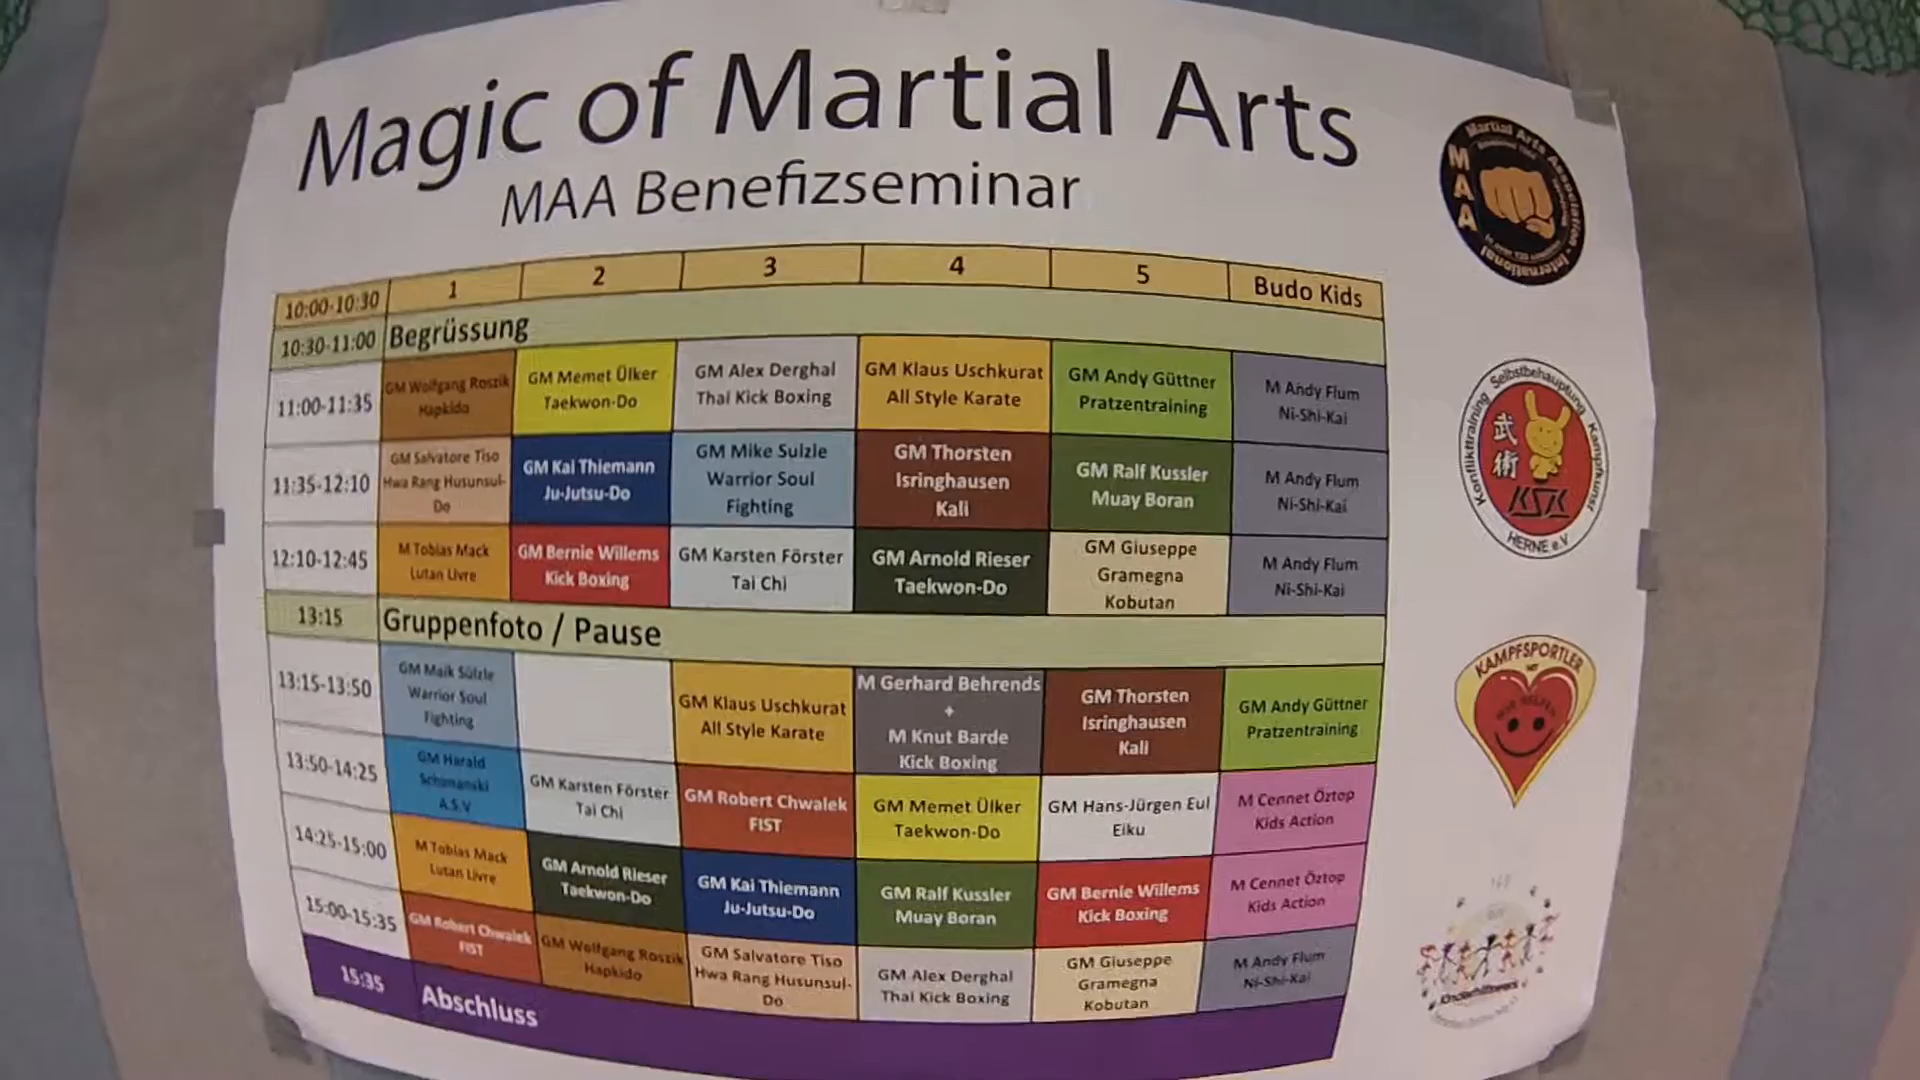 Magic of Martial Arts
MAA Benefizseminar
10:00-10:30 1 2 3 4 5 Budo Kids
10:30-11:00 Begrüssung
11:00-11:35
GM Wolfgang Roszik
Hapkido
GM Memet Ülker
Taekwon-Do
GM Alex Derghal
Thai Kick Boxing
GM Klaus Uschkurat
All Style Karate
GM Andy Güttner
Pratzentraining
M Andy Flum
Ni-Shi-Kai
11:35-12:10
GM Salvatore Tiso
Hwa Rang Husunsul-
Do
GM Kai Thiemann
Ju-Jutsu-Do
GM Mike Sulzle
Warrior Soul
Fighting
GM Thorsten
Isringhausen
Kali
GM Ralf Kussler
Muay Boran
M Andy Flum
Ni-Shi-Kai
12:10-12:45
M Tobias Mack
Lutan Livre
GM Bernie Willems
Kick Boxing
GM Karsten Förster
Tai Chi
GM Arnold Rieser
Taekwon-Do
GM Giuseppe
Gramegna
Kobutan
M Andy Flum
Ni-Shi-Kai
13:15 Gruppenfoto / Pause
13:15-13:50
GM Maik Sülzle
Warrior Soul
Fighting
GM Klaus Uschkurat
All Style Karate
M Gerhard Behrends
+
M Knut Barde
Kick Boxing
GM Thorsten
Isringhausen
Kali
GM Andy Güttner
Pratzentraining
13:50-14:25
GM Harald
Schimanski
A.S.V
GM Karsten Förster
Tai Chi
GM Robert Chwalek
FIST
GM Memet Ülker
Taekwon-Do
GM Hans-Jürgen Eul
Eiku
M Cennet Öztop
Kids Action
14:25-15:00
M Tobias Mack
Lutan Livre
GM Arnold Rieser
Taekwon-Do
GM Kai Thiemann
Ju-Jutsu-Do
GM Ralf Kussler
Muay Boran
GM Bernie Willems
Kick Boxing
M Cennet Öztop
Kids Action
15:00-15:35
GM Robert Chwalek
FIST
GM Wolfgang Roszik
Hapkido
GM Salvatore Tiso
Hwa Rang Husunsul-
Do
GM Alex Derghal
Thai Kick Boxing
GM Giuseppe
Gramegna
Kobutan
M Andy Flum
Ni-Shi-Kai
15:35 Abschluss
Martial Arts Association • International
MAA
Konflikttraining Selbstbehauptung Kampfkunst
武
術
KSK
HERNE e.V
KAMPFSPORTLER